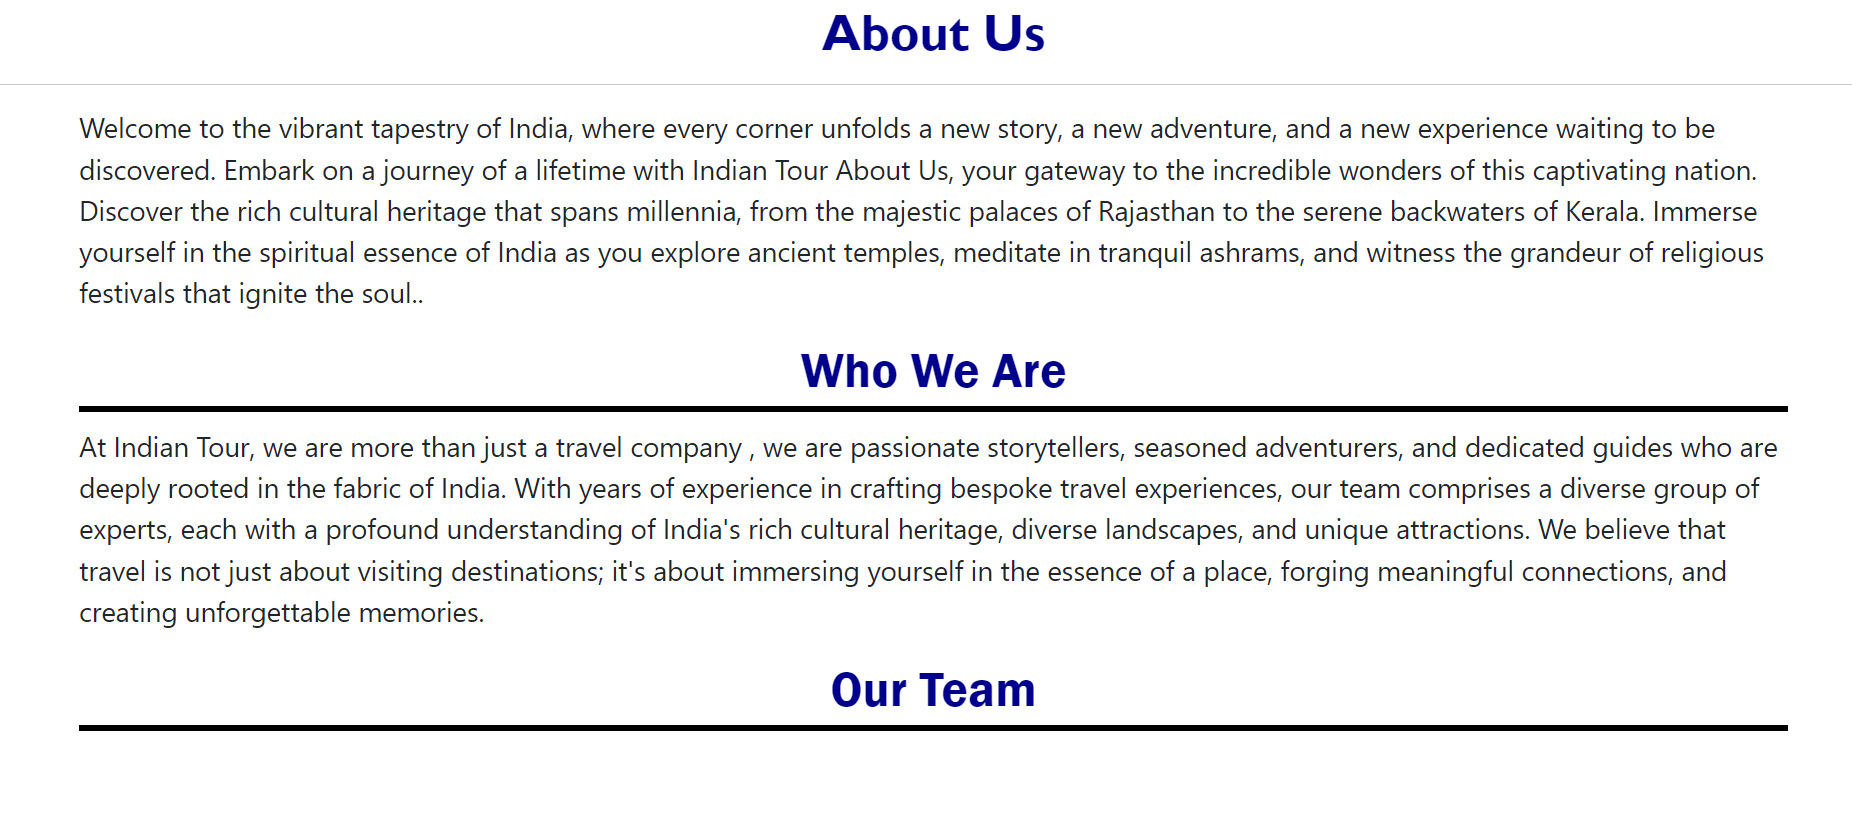 About Us
Welcome to the vibrant tapestry of India, where every corner unfolds a new story, a new adventure, and a new experience waiting to be
discovered. Embark on a journey of a lifetime with Indian Tour About Us, your gateway to the incredible wonders of this captivating nation.
Discover the rich cultural heritage that spans millennia, from the majestic palaces of Rajasthan to the serene backwaters of Kerala. Immerse
yourself in the spiritual essence of India as you explore ancient temples, meditate in tranquil ashrams, and witness the grandeur of religious
festivals that ignite the soul..
Who We Are
At Indian Tour, we are more than just a travel company , we are passionate storytellers, seasoned adventurers, and dedicated guides who are
deeply rooted in the fabric of India. With years of experience in crafting bespoke travel experiences, our team comprises a diverse group of
experts, each with a profound understanding of India's rich cultural heritage, diverse landscapes, and unique attractions. We believe that
travel is not just about visiting destinations; it's about immersing yourself in the essence of a place, forging meaningful connections, and
creating unforgettable memories.
Our Team